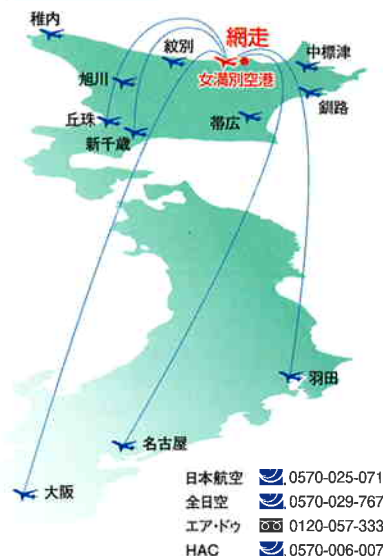 稚内
紋別
網走
女満別空港
中標津
旭川
釧路
丘珠
帯広
新千歳
羽田
名古屋
大阪
日本航空 0570-025-071
全日空 0570-029-767
エア・ドゥ 0120-057-333
HAC 0570-006-007